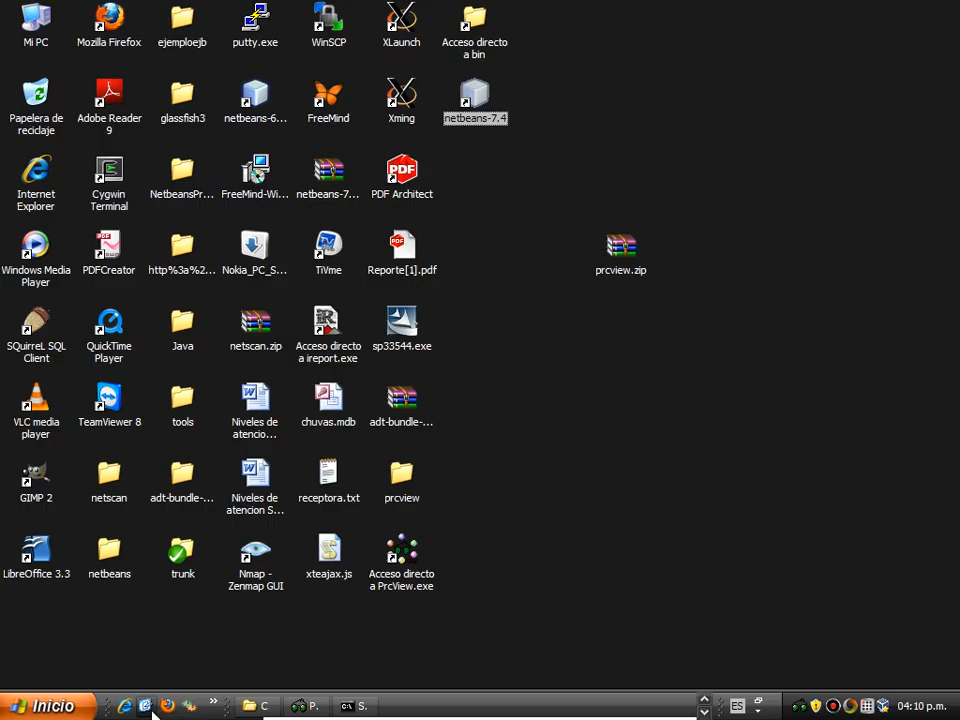 Mi PC
Mozilla Firefox
ejemploejb
putty.exe
WinSCP
XLaunch
Acceso directo
a bin
Papelera de
reciclaje
Adobe Reader
9
glassfish3
netbeans-6...
FreeMind
Xming
netbeans-7.4
Internet
Explorer
Cygwin
Terminal
NetbeansPr...
FreeMind-Wi...
netbeans-7...
PDF Architect
Windows Media
Player
PDFCreator
http%3a%2...
Nokia_PC_S...
TiVme
Reporte[1].pdf
prcview.zip
SQuirreL SQL
Client
QuickTime
Player
Java
netscan.zip
Acceso directo
a ireport.exe
sp33544.exe
VLC media
player
TeamViewer 8
tools
Niveles de
atencio...
chuvas.mdb
adt-bundle-...
GIMP 2
netscan
adt-bundle-...
Niveles de
atencion S...
receptora.txt
prcview
LibreOffice 3.3
netbeans
trunk
Nmap -
Zenmap GUI
xteajax.js
Acceso directo
a PrcView.exe
Inicio
C
P.
S.
ES
04:10 p.m.